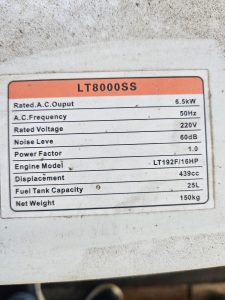 LT8000SS
Rated.A.C.Ouput 6.5kW
A.C.Frequency 50Hz
Rated Voltage 220V
Noise Leve 60dB
Power Factor 1.0
Engine Model LT192F/16HP
Displacement 439cc
Fuel Tank Capacity 25L
Net Weight 150kg